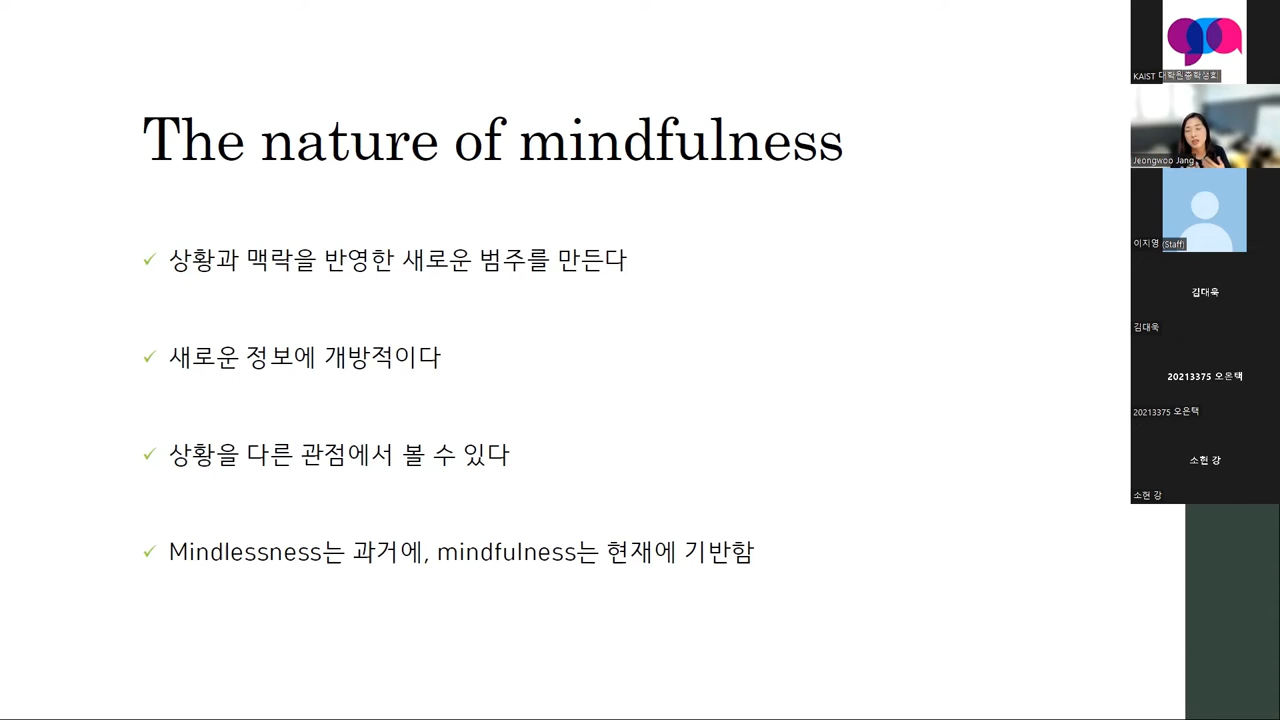 The nature of mindfulness
✓ 상황과 맥락을 반영한 새로운 범주를 만든다
✓ 새로운 정보에 개방적이다
✓ 상황을 다른 관점에서 볼 수 있다
✓ Mindlessness는 과거에, mindfulness는 현재에 기반함
KAIST 대학원총학생회
Jeongwoo Jang
이지영 (Staff)
김대욱
김대욱
20213375 오은택
20213375 오은택
소현 강
소현 강